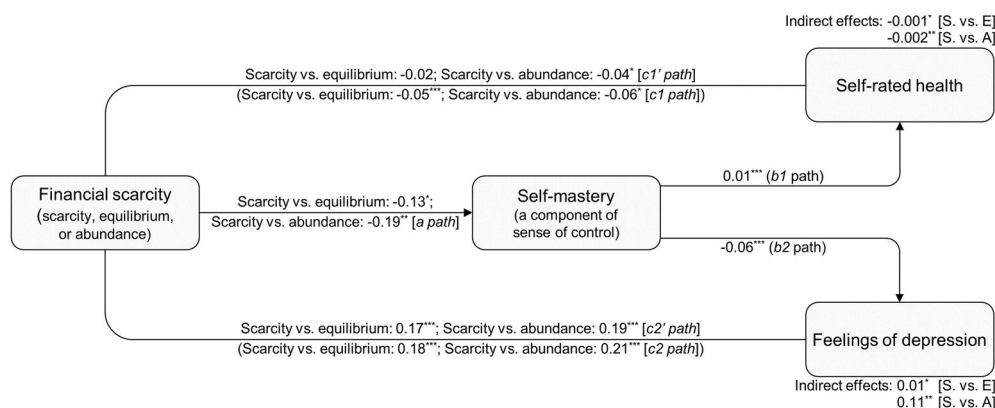 Indirect effects: -0.001* [S. vs. E]
-0.002** [S. vs. A]
Scarcity vs. equilibrium: -0.02; Scarcity vs. abundance: -0.04* [c1' path]
(Scarcity vs. equilibrium: -0.05***; Scarcity vs. abundance: -0.06* [c1 path])
Self-rated health
0.01*** (b1 path)
Financial scarcity
(scarcity, equilibrium,
or abundance)
Scarcity vs. equilibrium: -0.13*;
Scarcity vs. abundance: -0.19** [a path]
Self-mastery
(a component of
sense of control)
-0.06*** (b2 path)
Scarcity vs. equilibrium: 0.17***; Scarcity vs. abundance: 0.19*** [c2' path]
(Scarcity vs. equilibrium: 0.18***; Scarcity vs. abundance: 0.21*** [c2 path])
Feelings of depression
Indirect effects: 0.01* [S. vs. E]
0.11** [S. vs. A]